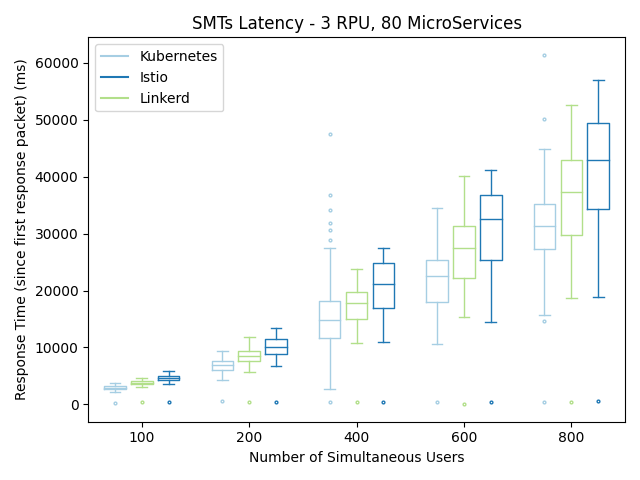 SMTs Latency - 3 RPU, 80 MicroServices
Response Time (since first response packet) (ms)
60000
50000
40000
30000
20000
10000
0
Kubernetes
Istio
Linkerd
100 200 400 600 800
Number of Simultaneous Users